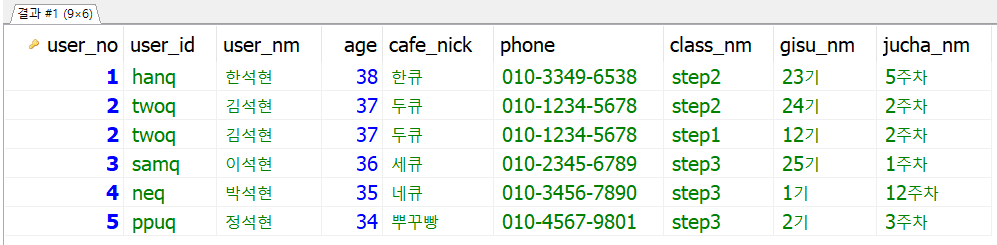 결과 #1 (9×6)
user_no user_id user_nm age cafe_nick phone class_nm gisu_nm jucha_nm
1 hanq 한석현 38 한큐 010-3349-6538 step2 23기 5주차
2 twoq 김석현 37 두큐 010-1234-5678 step2 24기 2주차
2 twoq 김석현 37 두큐 010-1234-5678 step1 12기 2주차
3 samq 이석현 36 세큐 010-2345-6789 step3 25기 1주차
4 neq 박석현 35 네큐 010-3456-7890 step3 1기 12주차
5 ppuq 정석현 34 뿌꾸빵 010-4567-9801 step3 2기 3주차